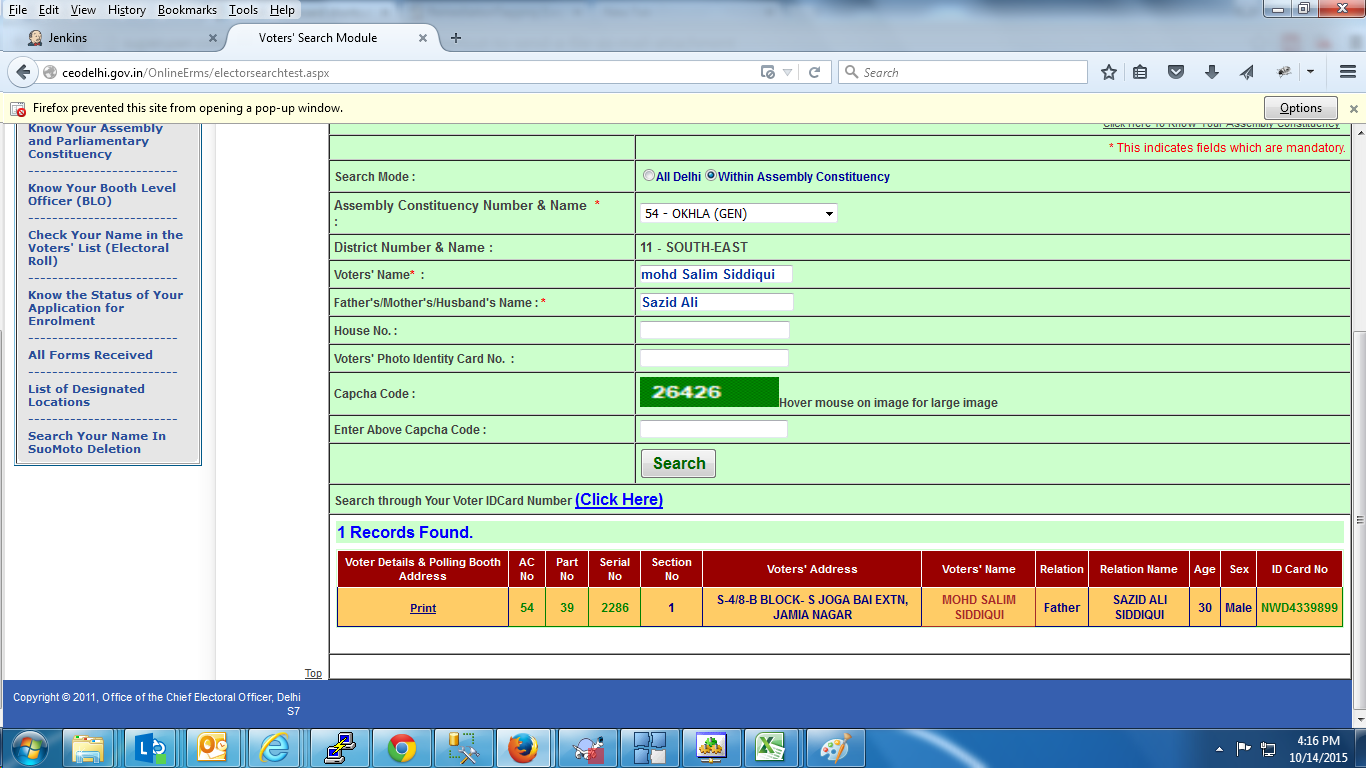 File Edit View History Bookmarks Tools Help
Jenkins
Voters' Search Module
ceodelhi.gov.in/OnlineErms/electorsearchtest.aspx
Search
Firefox prevented this site from opening a pop-up window.
Options
Know Your Assembly
and Parliamentary
Constituency
Know Your Booth Level
Officer (BLO)
Check Your Name in the
Voters' List (Electoral
Roll)
Know the Status of Your
Application for
Enrolment
All Forms Received
List of Designated
Locations
Search Your Name In
SuoMoto Deletion
Click Here To Know Your Assembly Constituency
* This indicates fields which are mandatory.
Search Mode :
All Delhi Within Assembly Constituency
Assembly Constituency Number & Name *
:
54 - OKHLA (GEN)
District Number & Name :
11 - SOUTH-EAST
Voters' Name* :
mohd Salim Siddiqui
Father's/Mother's/Husband's Name : *
Sazid Ali
House No. :
Voters' Photo Identity Card No. :
Capcha Code :
26426
Hover mouse on image for large image
Enter Above Capcha Code :
Search
Search through Your Voter IDCard Number (Click Here)
1 Records Found.
Voter Details & Polling Booth
Address
AC
No
Part
No
Serial
No
Section
No
Voters' Address
Voters' Name
Relation
Relation Name
Age
Sex
ID Card No
Print
54
39
2286
1
S-4/8-B BLOCK- S JOGA BAI EXTN,
JAMIA NAGAR
MOHD SALIM
SIDDIQUI
Father
SAZID ALI
SIDDIQUI
30
Male
NWD4339899
Top
Copyright © 2011, Office of the Chief Electoral Officer, Delhi
S7
4:16 PM
10/14/2015